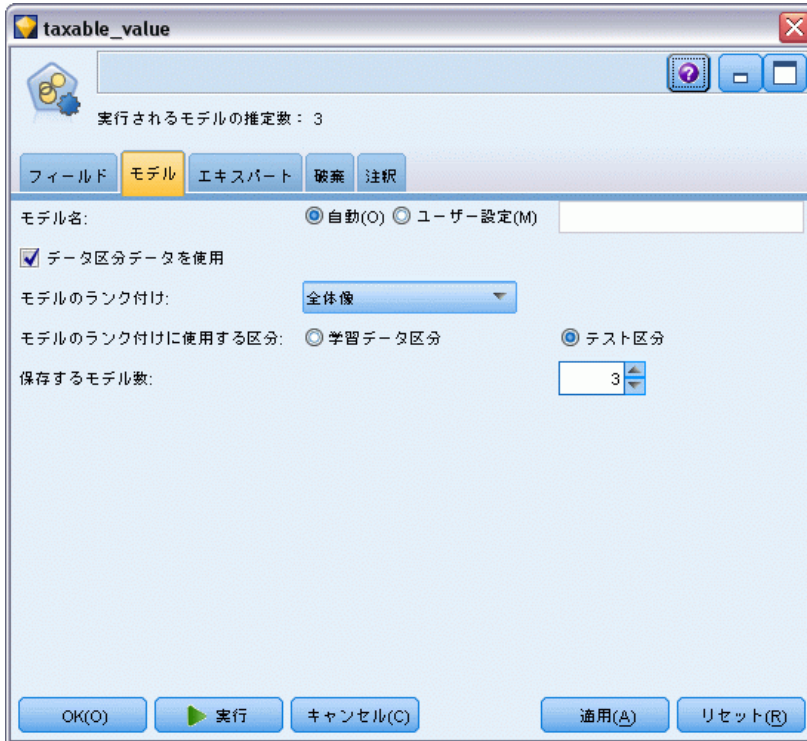 taxable_value
実行されるモデルの推定数： 3
フィールド モデル エキスパート 破棄 注釈
モデル名: 自動(O) ユーザー設定(M)
データ区分データを使用
モデルのランク付け: 全体像
モデルのランク付けに使用する区分: 学習データ区分 テスト区分
保存するモデル数: 3
OK(O) 実行 キャンセル(C) 適用(A) リセット(R)